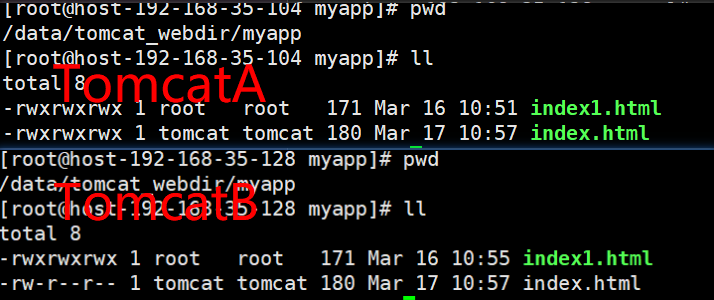 [root@host-192-168-35-104 myapp]# pwd
/data/tomcat_webdir/myapp
[root@host-192-168-35-104 myapp]# ll
total 8
TomcatA
-rwxrwxrwx 1 root   root   171 Mar 16 10:51 index1.html
-rwxrwxrwx 1 tomcat tomcat 180 Mar 17 10:57 index.html
[root@host-192-168-35-128 myapp]# pwd
/data/tomcat_webdir/myapp
TomcatB
[root@host-192-168-35-128 myapp]# ll
total 8
-rwxrwxrwx 1 root   root   171 Mar 16 10:55 index1.html
-rw-r--r-- 1 tomcat tomcat 180 Mar 17 10:57 index.html